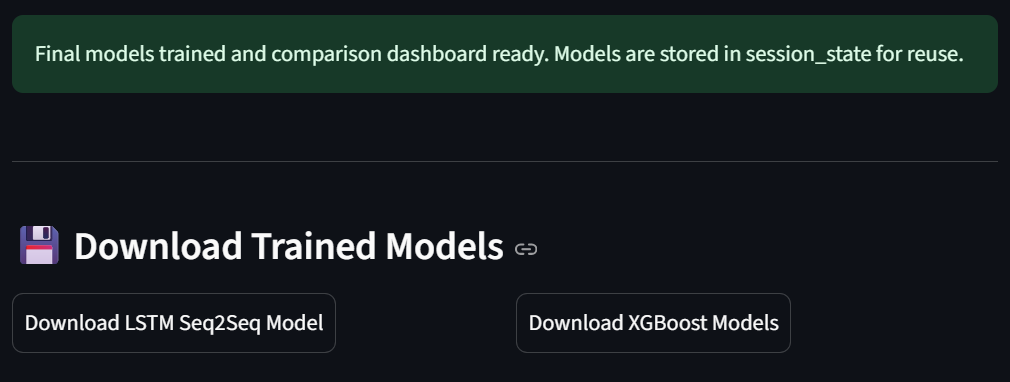 Final models trained and comparison dashboard ready. Models are stored in session_state for reuse.
Download Trained Models
Download LSTM Seq2Seq Model
Download XGBoost Models